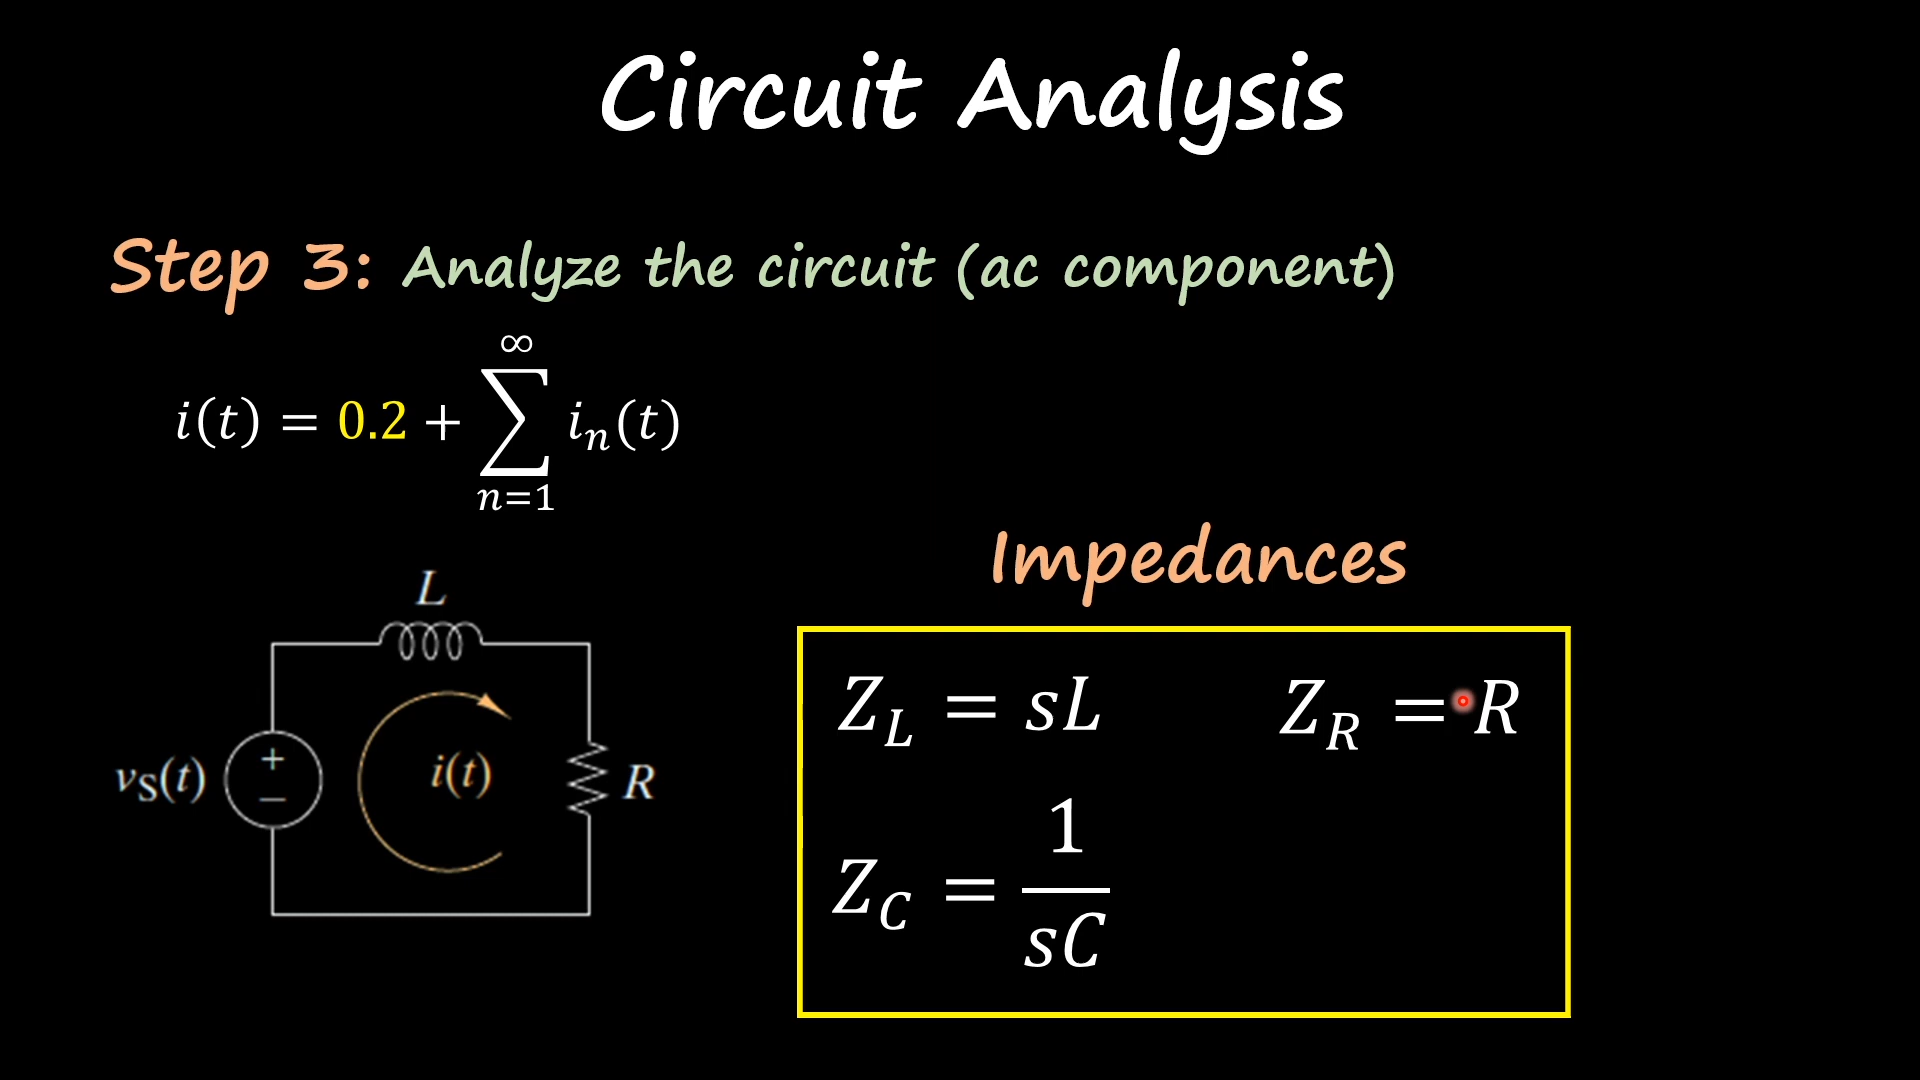 Circuit Analysis
Step 3: Analyze the circuit (ac component)
∞
i(t) = 0.2 + ∑ iₙ(t)
n=1
Impedances
L
Z_L = sL
Z_R = R
v_S(t)
+
−
i(t)
R
Z_C = 1/sC